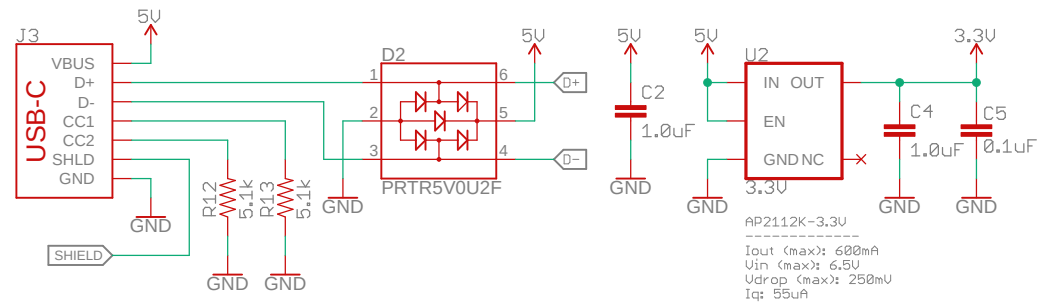 J3
5V
USB-C
VBUS
D+
D-
CC1
CC2
SHLD
GND
GND
SHIELD
R12
5.1k
GND
R13
5.1k
GND
D2
1
2
3
6
5
4
PRTR5V0U2F
GND
5V
D+
D-
5V
C2
1.0uF
GND
5V
U2
IN OUT
EN
GND NC
3.3V
GND
3.3V
C4
1.0uF
GND
C5
0.1uF
GND
AP2112K-3.3V
-------------
Iout (max): 600mA
Vin (max): 6.5V
Vdrop (max): 250mV
Iq: 55uA